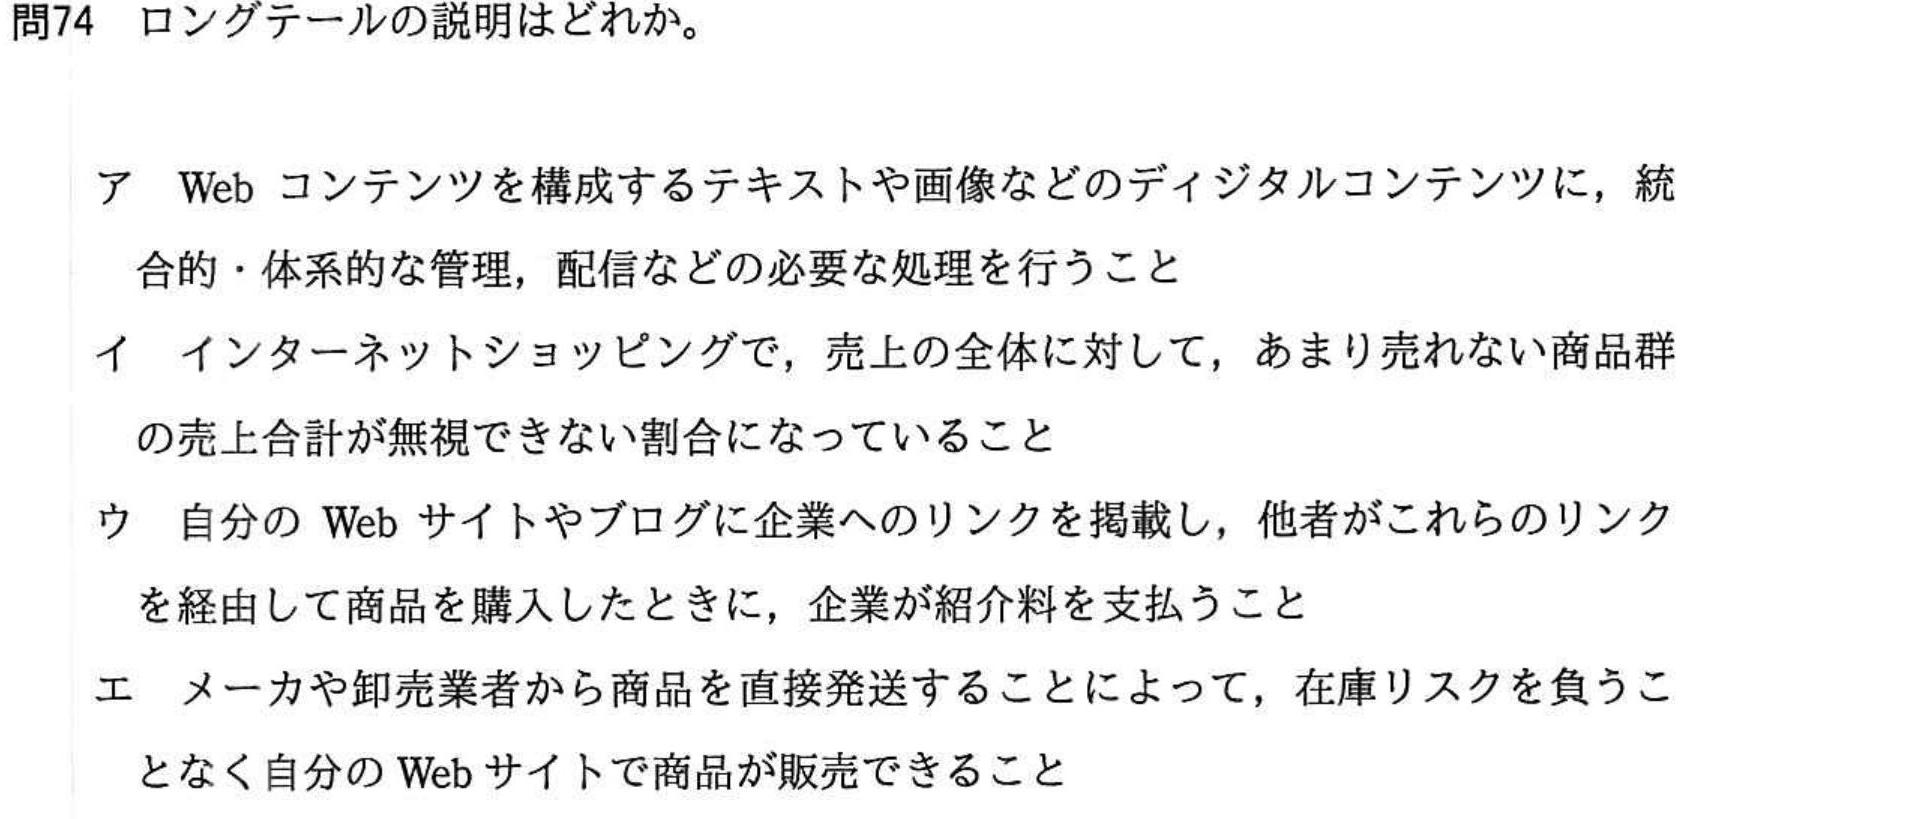 問74 ロングテールの説明はどれか。
ア Web コンテンツを構成するテキストや画像などのディジタルコンテンツに，統
合的・体系的な管理，配信などの必要な処理を行うこと
イ インターネットショッピングで，売上の全体に対して，あまり売れない商品群
の売上合計が無視できない割合になっていること
ウ 自分の Web サイトやブログに企業へのリンクを掲載し，他者がこれらのリンク
を経由して商品を購入したときに，企業が紹介料を支払うこと
エ メーカや卸売業者から商品を直接発送することによって，在庫リスクを負うこ
となく自分の Web サイトで商品が販売できること